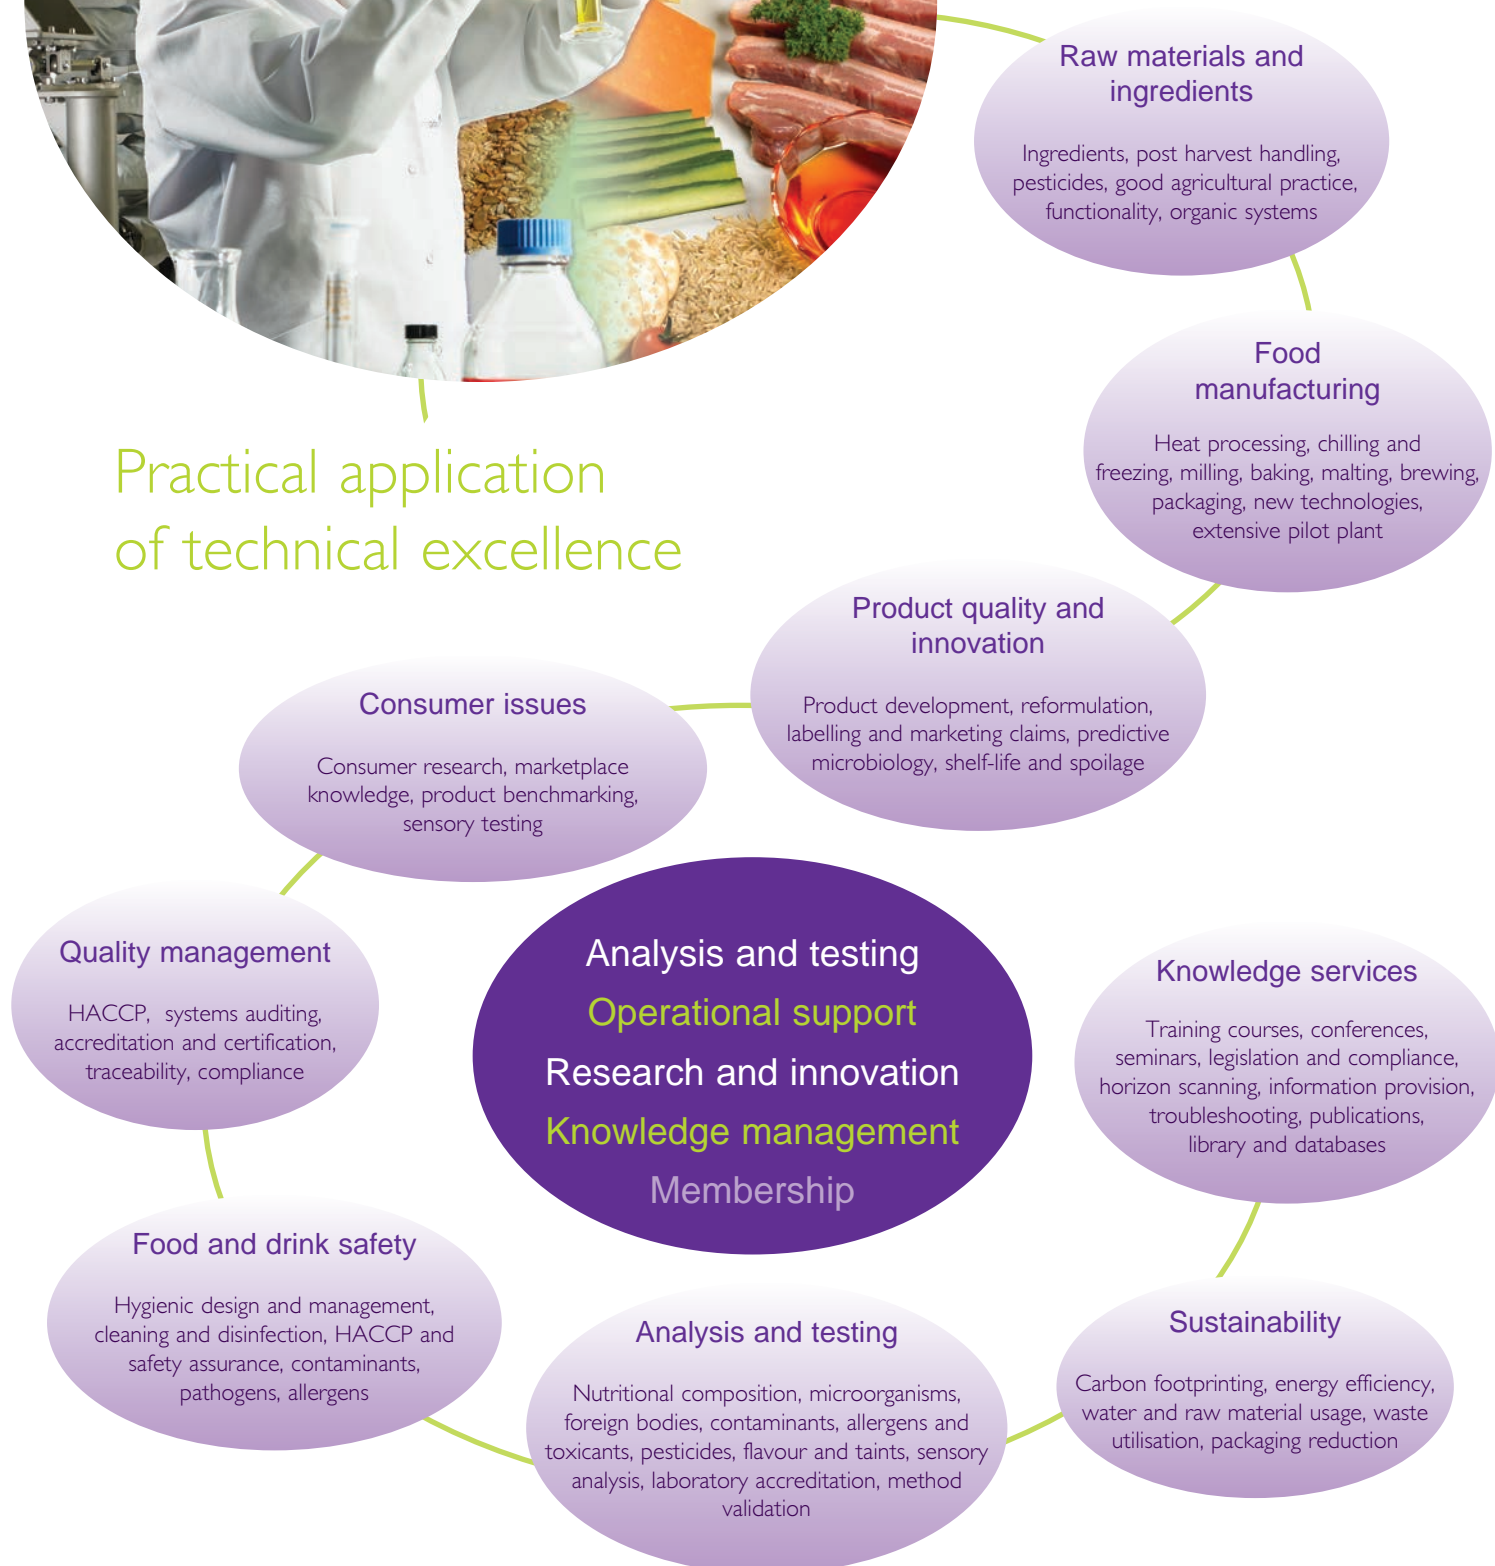 Raw materials and
ingredients
Ingredients, post harvest handling,
pesticides, good agricultural practice,
functionality, organic systems
Food
manufacturing
Heat processing, chilling and
freezing, milling, baking, malting, brewing,
packaging, new technologies,
extensive pilot plant
Practical application
of technical excellence
Product quality and
innovation
Product development, reformulation,
labelling and marketing claims, predictive
microbiology, shelf-life and spoilage
Consumer issues
Consumer research, marketplace
knowledge, product benchmarking,
sensory testing
Quality management
HACCP, systems auditing,
accreditation and certification,
traceability, compliance
Analysis and testing
Operational support
Research and innovation
Knowledge management
Membership
Knowledge services
Training courses, conferences,
seminars, legislation and compliance,
horizon scanning, information provision,
troubleshooting, publications,
library and databases
Food and drink safety
Hygienic design and management,
cleaning and disinfection, HACCP and
safety assurance, contaminants,
pathogens, allergens
Analysis and testing
Nutritional composition, microorganisms,
foreign bodies, contaminants, allergens and
toxicants, pesticides, flavour and taints, sensory
analysis, laboratory accreditation, method
validation
Sustainability
Carbon footprinting, energy efficiency,
water and raw material usage, waste
utilisation, packaging reduction